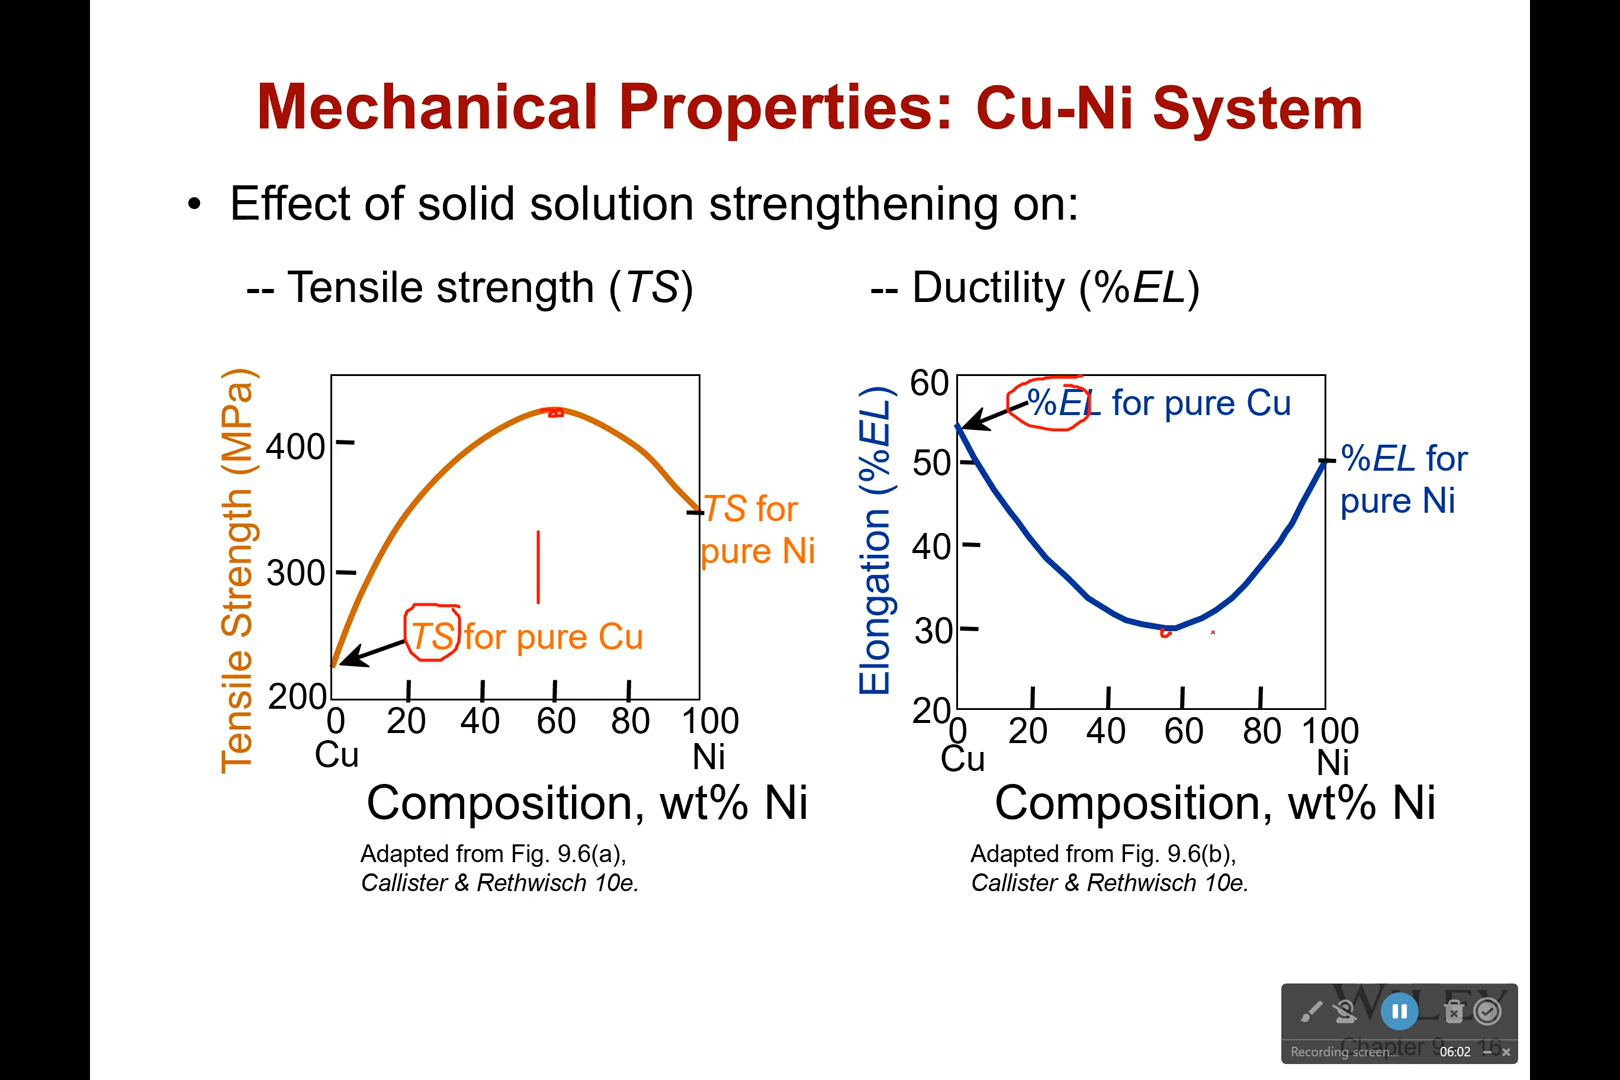 Mechanical Properties: Cu-Ni System
• Effect of solid solution strengthening on:
-- Tensile strength (TS)
-- Ductility (%EL)
Tensile Strength (MPa)
400
300
200
TS for
pure Ni
TS for pure Cu
0 20 40 60 80 100
Cu Ni
Composition, wt% Ni
Adapted from Fig. 9.6(a),
Callister & Rethwisch 10e.
Elongation (%EL)
60
50
40
30
20
%EL for pure Cu
%EL for
pure Ni
0 20 40 60 80 100
Cu Ni
Composition, wt% Ni
Adapted from Fig. 9.6(b),
Callister & Rethwisch 10e.
WILEY
Recording screen... 06:02
Chapter 9 16